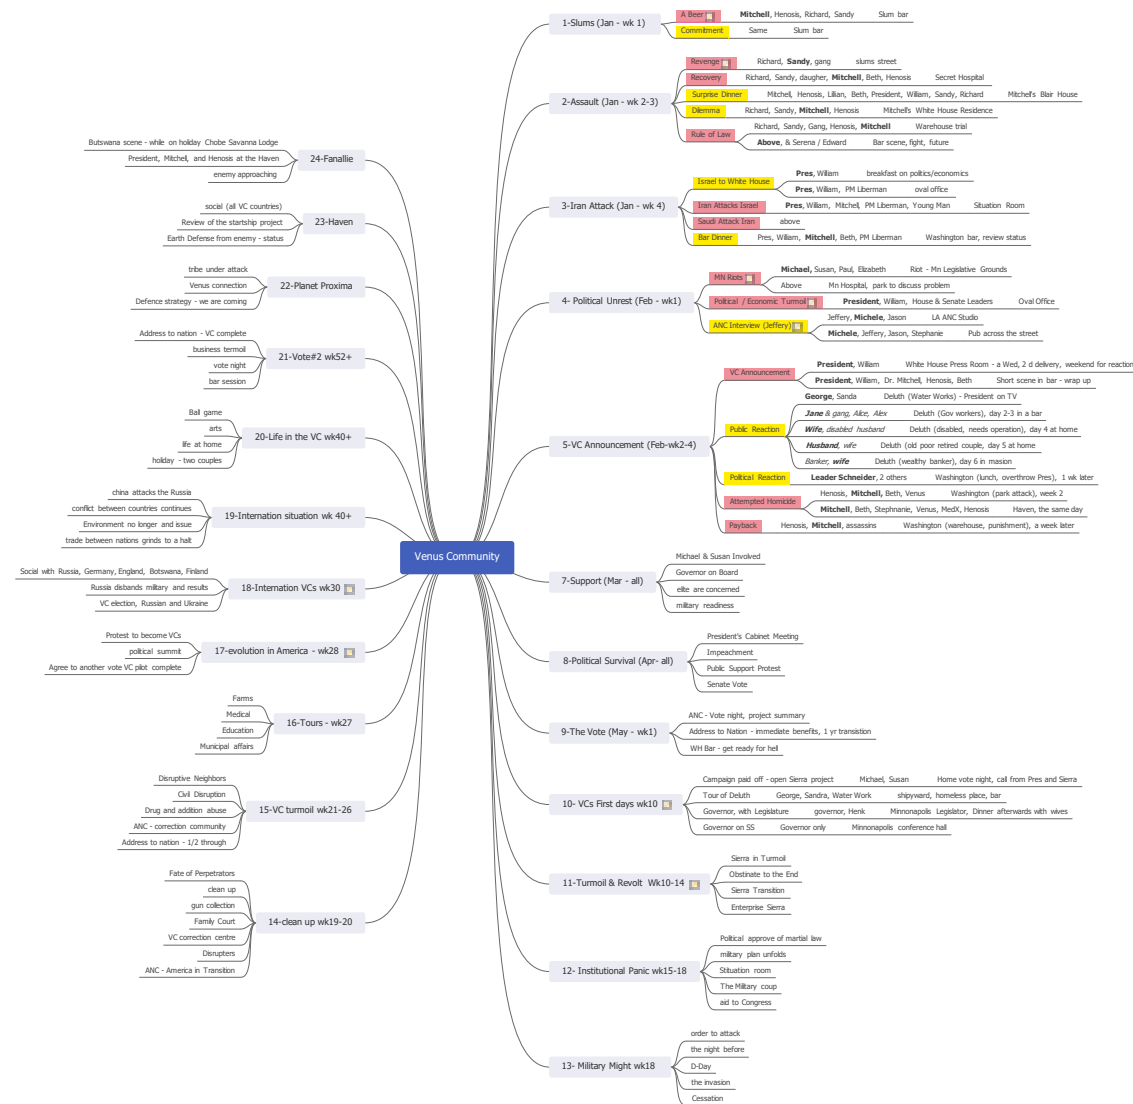 Venus Community
1-Slums (Jan - wk 1)
A Beer Mitchell, Henosis, Richard, Sandy Slum bar
Commitment Same Slum bar
2-Assault (Jan - wk 2-3)
Revenge Richard, Sandy, gang slums street
Recovery Richard, Sandy, daughter, Mitchell, Beth, Henosis Secret Hospital
Surprise Dinner Mitchell, Henosis, Lillian, Beth, President, William, Sandy, Richard Mitchell's Blair House
Dilemma Richard, Sandy, Mitchell, Henosis Mitchell's White House Residence
Rule of Law
Richard, Sandy, Gang, Henosis, Mitchell Warehouse trial
Above, & Serena / Edward Bar scene, fight, future
3-Iran Attack (Jan - wk 4)
Israel to White House
Pres, William breakfast on politics/economics
Pres, William, PM Liberman oval office
Iran Attacks Israel Pres, William, Mitchell, PM Liberman, Young Man Situation Room
Saudi Attack Iran above
Bar Dinner Pres, William, Mitchell, Beth, PM Liberman Washington bar, review status
4- Political Unrest (Feb - wk1)
MN Riots
Michael, Susan, Paul, Elizabeth Riot - Mn Legislative Grounds
Above Mn Hospital, park to discuss problem
Political / Economic Turmoil President, William, House & Senate Leaders Oval Office
ANC Interview (Jeffery)
Jeffery, Michele, Jason LA ANC Studio
Michele, Jeffery, Jason, Stephanie Pub across the street
5-VC Announcement (Feb-wk2-4)
VC Announcement
President, William White House Press Room - a Wed, 2 d delivery, weekend for reaction
President, William, Dr. Mitchell, Henosis, Beth Short scene in bar - wrap up
Public Reaction
George, Sanda Deluth (Water Works) - President on TV
Jane & gang, Alice, Alex Deluth (Gov workers), day 2-3 in a bar
Wife, disabled husband Deluth (disabled, needs operation), day 4 at home
Husband, wife Deluth (old poor retired couple, day 5 at home
Banker, wife Deluth (wealthy banker), day 6 in masion
Political Reaction Leader Schneider, 2 others Washington (lunch, overthrow Pres), 1 wk later
Attempted Homicide
Henosis, Mitchell, Beth, Venus Washington (park attack), week 2
Mitchell, Beth, Stephnanie, Venus, MedX, Henosis Haven, the same day
Payback Henosis, Mitchell, assassins Washington (warehouse, punishment), a week later
7-Support (Mar - all)
Michael & Susan Involved
Governor on Board
elite are concerned
military readiness
8-Political Survival (Apr- all)
President's Cabinet Meeting
Impeachment
Public Support Protest
Senate Vote
9-The Vote (May - wk1)
ANC - Vote night, project summary
Address to Nation - immediate benefits, 1 yr transistion
WH Bar - get ready for hell
10- VCs First days wk10
Campaign paid off - open Sierra project Michael, Susan Home vote night, call from Pres and Sierra
Tour of Deluth George, Sandra, Water Work shipyward, homeless place, bar
Governor, with Legislature governor, Henk Minnonapolis Legislator, Dinner afterwards with wives
Governor on SS Governor only Minnonapolis conference hall
11-Turmoil & Revolt Wk10-14
Sierra in Turmoil
Obstinate to the End
Sierra Transition
Enterprise Sierra
12- Institutional Panic wk15-18
Political approve of martial law
military plan unfolds
Stituation room
The Military coup
aid to Congress
13- Military Might wk18
order to attack
the night before
D-Day
the invasion
Cessation
24-Fanallie
Butswana scene - while on holiday Chobe Savanna Lodge
President, Mitchell, and Henosis at the Haven
enemy approaching
23-Haven
social (all VC countries)
Review of the startship project
Earth Defense from enemy - status
22-Planet Proxima
tribe under attack
Venus connection
Defence strategy - we are coming
21-Vote#2 wk52+
Address to nation - VC complete
business termoil
vote night
bar session
20-Life in the VC wk40+
Ball game
arts
life at home
holiday - two couples
19-Internation situation wk 40+
china attacks the Russia
conflict between countries continues
Environment no longer and issue
trade between nations grinds to a halt
18-Internation VCs wk30
Social with Russia, Germany, England, Botswana, Finland
Russia disbands military and results
VC election, Russian and Ukraine
17-evolution in America - wk28
Protest to become VCs
political summit
Agree to another vote VC pilot complete
16-Tours - wk27
Farms
Medical
Education
Municipal affairs
15-VC turmoil wk21-26
Disruptive Neighbors
Civil Disruption
Drug and addition abuse
ANC - correction community
Address to nation - 1/2 through
14-clean up wk19-20
Fate of Perpetrators
clean up
gun collection
Family Court
VC correction centre
Disrupters
ANC - America in Transition